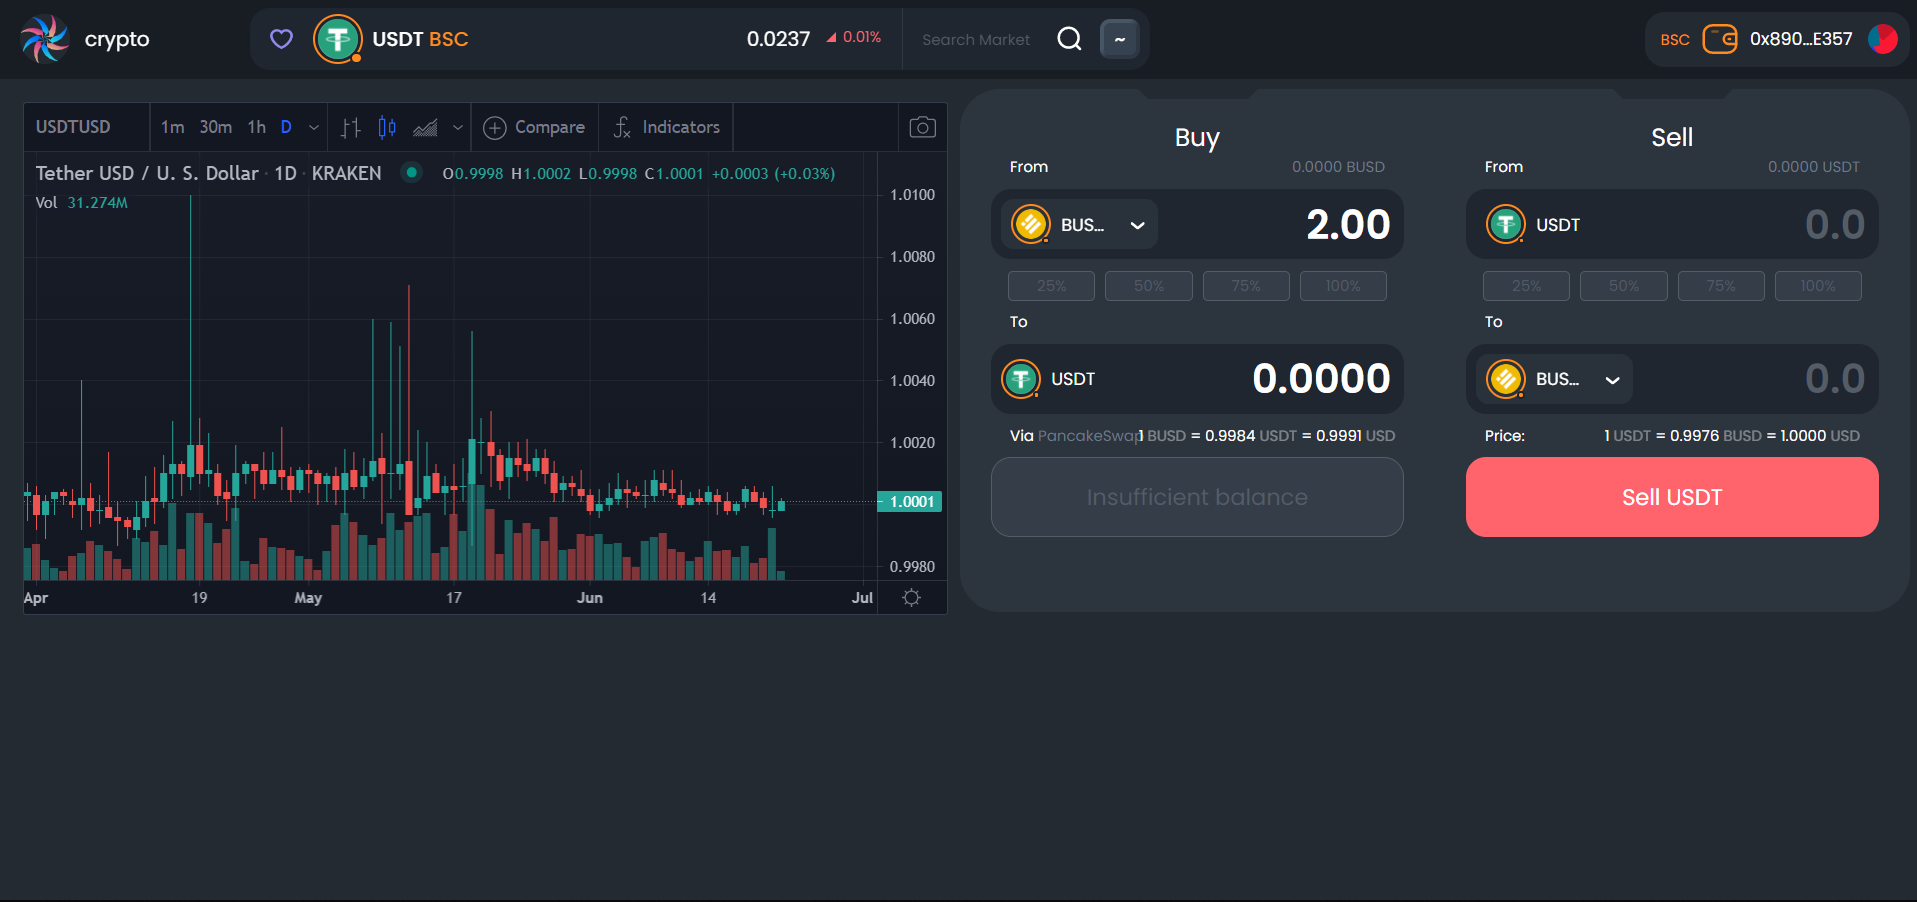 crypto
USDT BSC
0.0237
0.01%
Search Market
~
BSC
0x890...E357
USDTUSD
1m 30m 1h D
Compare
Indicators
Tether USD / U. S. Dollar · 1D · KRAKEN
O0.9998 H1.0002 L0.9998 C1.0001 +0.0003 (+0.03%)
Vol 31.274M
1.0100
1.0080
1.0060
1.0040
1.0020
1.0001
0.9980
Apr 19 May 17 Jun 14 Jul
Buy
From 0.0000 BUSD
BUS... 2.00
25% 50% 75% 100%
To
USDT 0.0000
Via PancakeSwap 1 BUSD = 0.9984 USDT = 0.9991 USD
Insufficient balance
Sell
From 0.0000 USDT
USDT 0.0
25% 50% 75% 100%
To
BUS... 0.0
Price: 1 USDT = 0.9976 BUSD = 1.0000 USD
Sell USDT